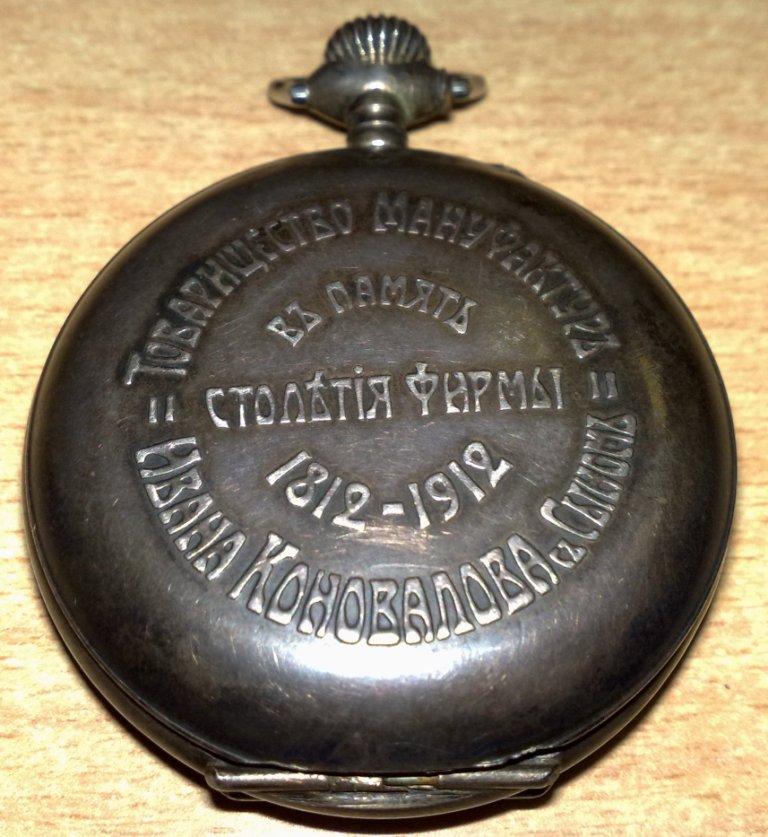 Товарищество Мануфактуръ
въ память
столѣтія фирмы
1812-1912
Ивана Коновалова съ Сыномъ